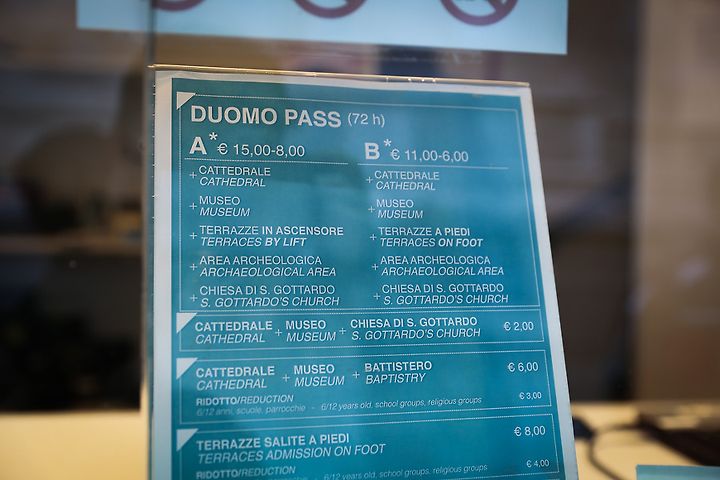 DUOMO PASS (72 h)
A* € 15,00-8,00
+ CATTEDRALE
CATHEDRAL
+ MUSEO
MUSEUM
+ TERRAZZE IN ASCENSORE
TERRACES BY LIFT
+ AREA ARCHEOLOGICA
ARCHAEOLOGICAL AREA
+ CHIESA DI S. GOTTARDO
S. GOTTARDO'S CHURCH
B* € 11,00-6,00
+ CATTEDRALE
CATHEDRAL
+ MUSEO
MUSEUM
+ TERRAZZE A PIEDI
TERRACES ON FOOT
+ AREA ARCHEOLOGICA
ARCHAEOLOGICAL AREA
+ CHIESA DI S. GOTTARDO
S. GOTTARDO'S CHURCH
CATTEDRALE + MUSEO + CHIESA DI S. GOTTARDO € 2,00
CATHEDRAL MUSEUM S. GOTTARDO'S CHURCH
CATTEDRALE + MUSEO + BATTISTERO € 6,00
CATHEDRAL MUSEUM BAPTISTRY
RIDOTTO/REDUCTION € 3,00
6/12 anni, scuole, parrocchie - 6/12 years old, school groups, religious groups
TERRAZZE SALITE A PIEDI € 8,00
TERRACES ADMISSION ON FOOT
RIDOTTO/REDUCTION € 4,00
6/12 anni, scuole, parrocchie - 6/12 years old, school groups, religious groups